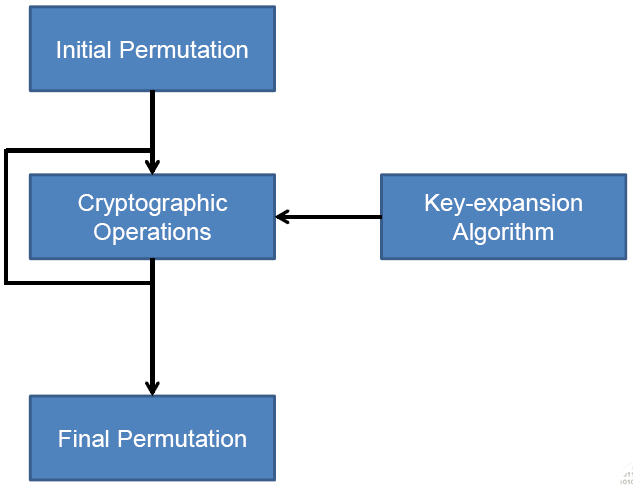 Initial Permutation
Cryptographic
Operations
Key-expansion
Algorithm
Final Permutation